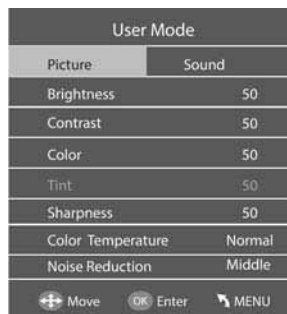 User Mode
Picture Sound
Brightness 50
Contrast 50
Color 50
Tint 50
Sharpness 50
Color Temperature Normal
Noise Reduction Middle
Move OK Enter MENU